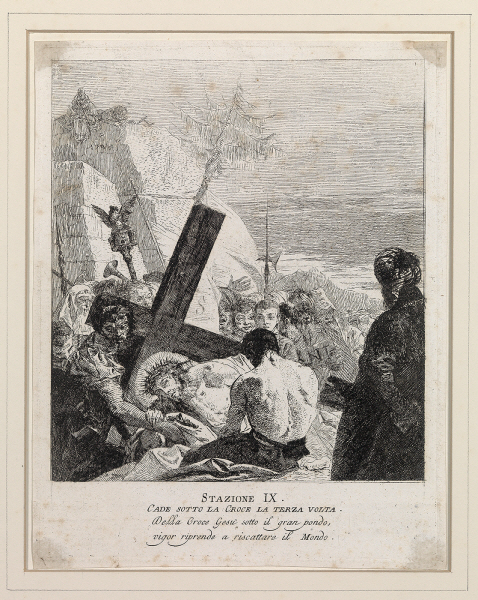 STAZIONE IX.
CADE SOTTO LA CROCE LA TERZA VOLTA.
Della Croce Gesù sotto il gran pondo,
vigor riprende a riscattare il Mondo.